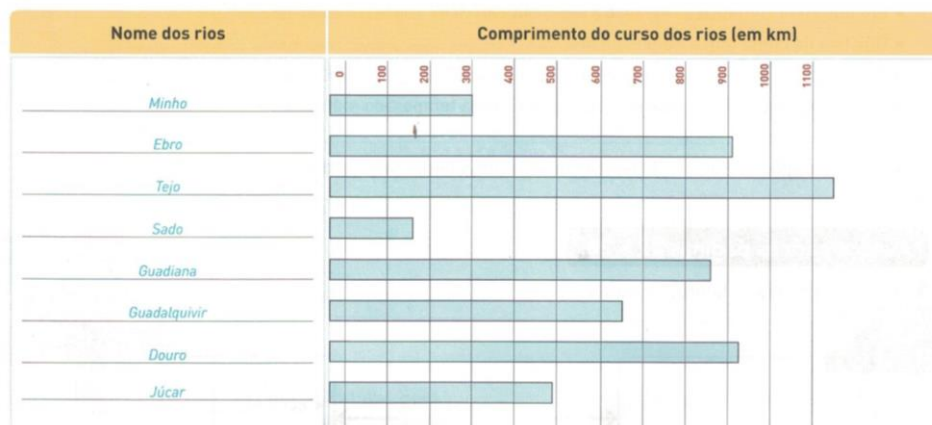 Nome dos rios
Comprimento do curso dos rios (em km)
0 100 200 300 400 500 600 700 800 900 1000 1100
Minho
Ebro
Tejo
Sado
Guadiana
Guadalquivir
Douro
Júcar